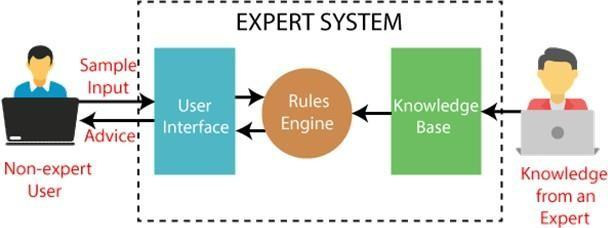 EXPERT SYSTEM
Sample
Input
Advice
Non-expert
User
User
Interface
Rules
Engine
Knowledge
Base
Knowledge
from an
Expert